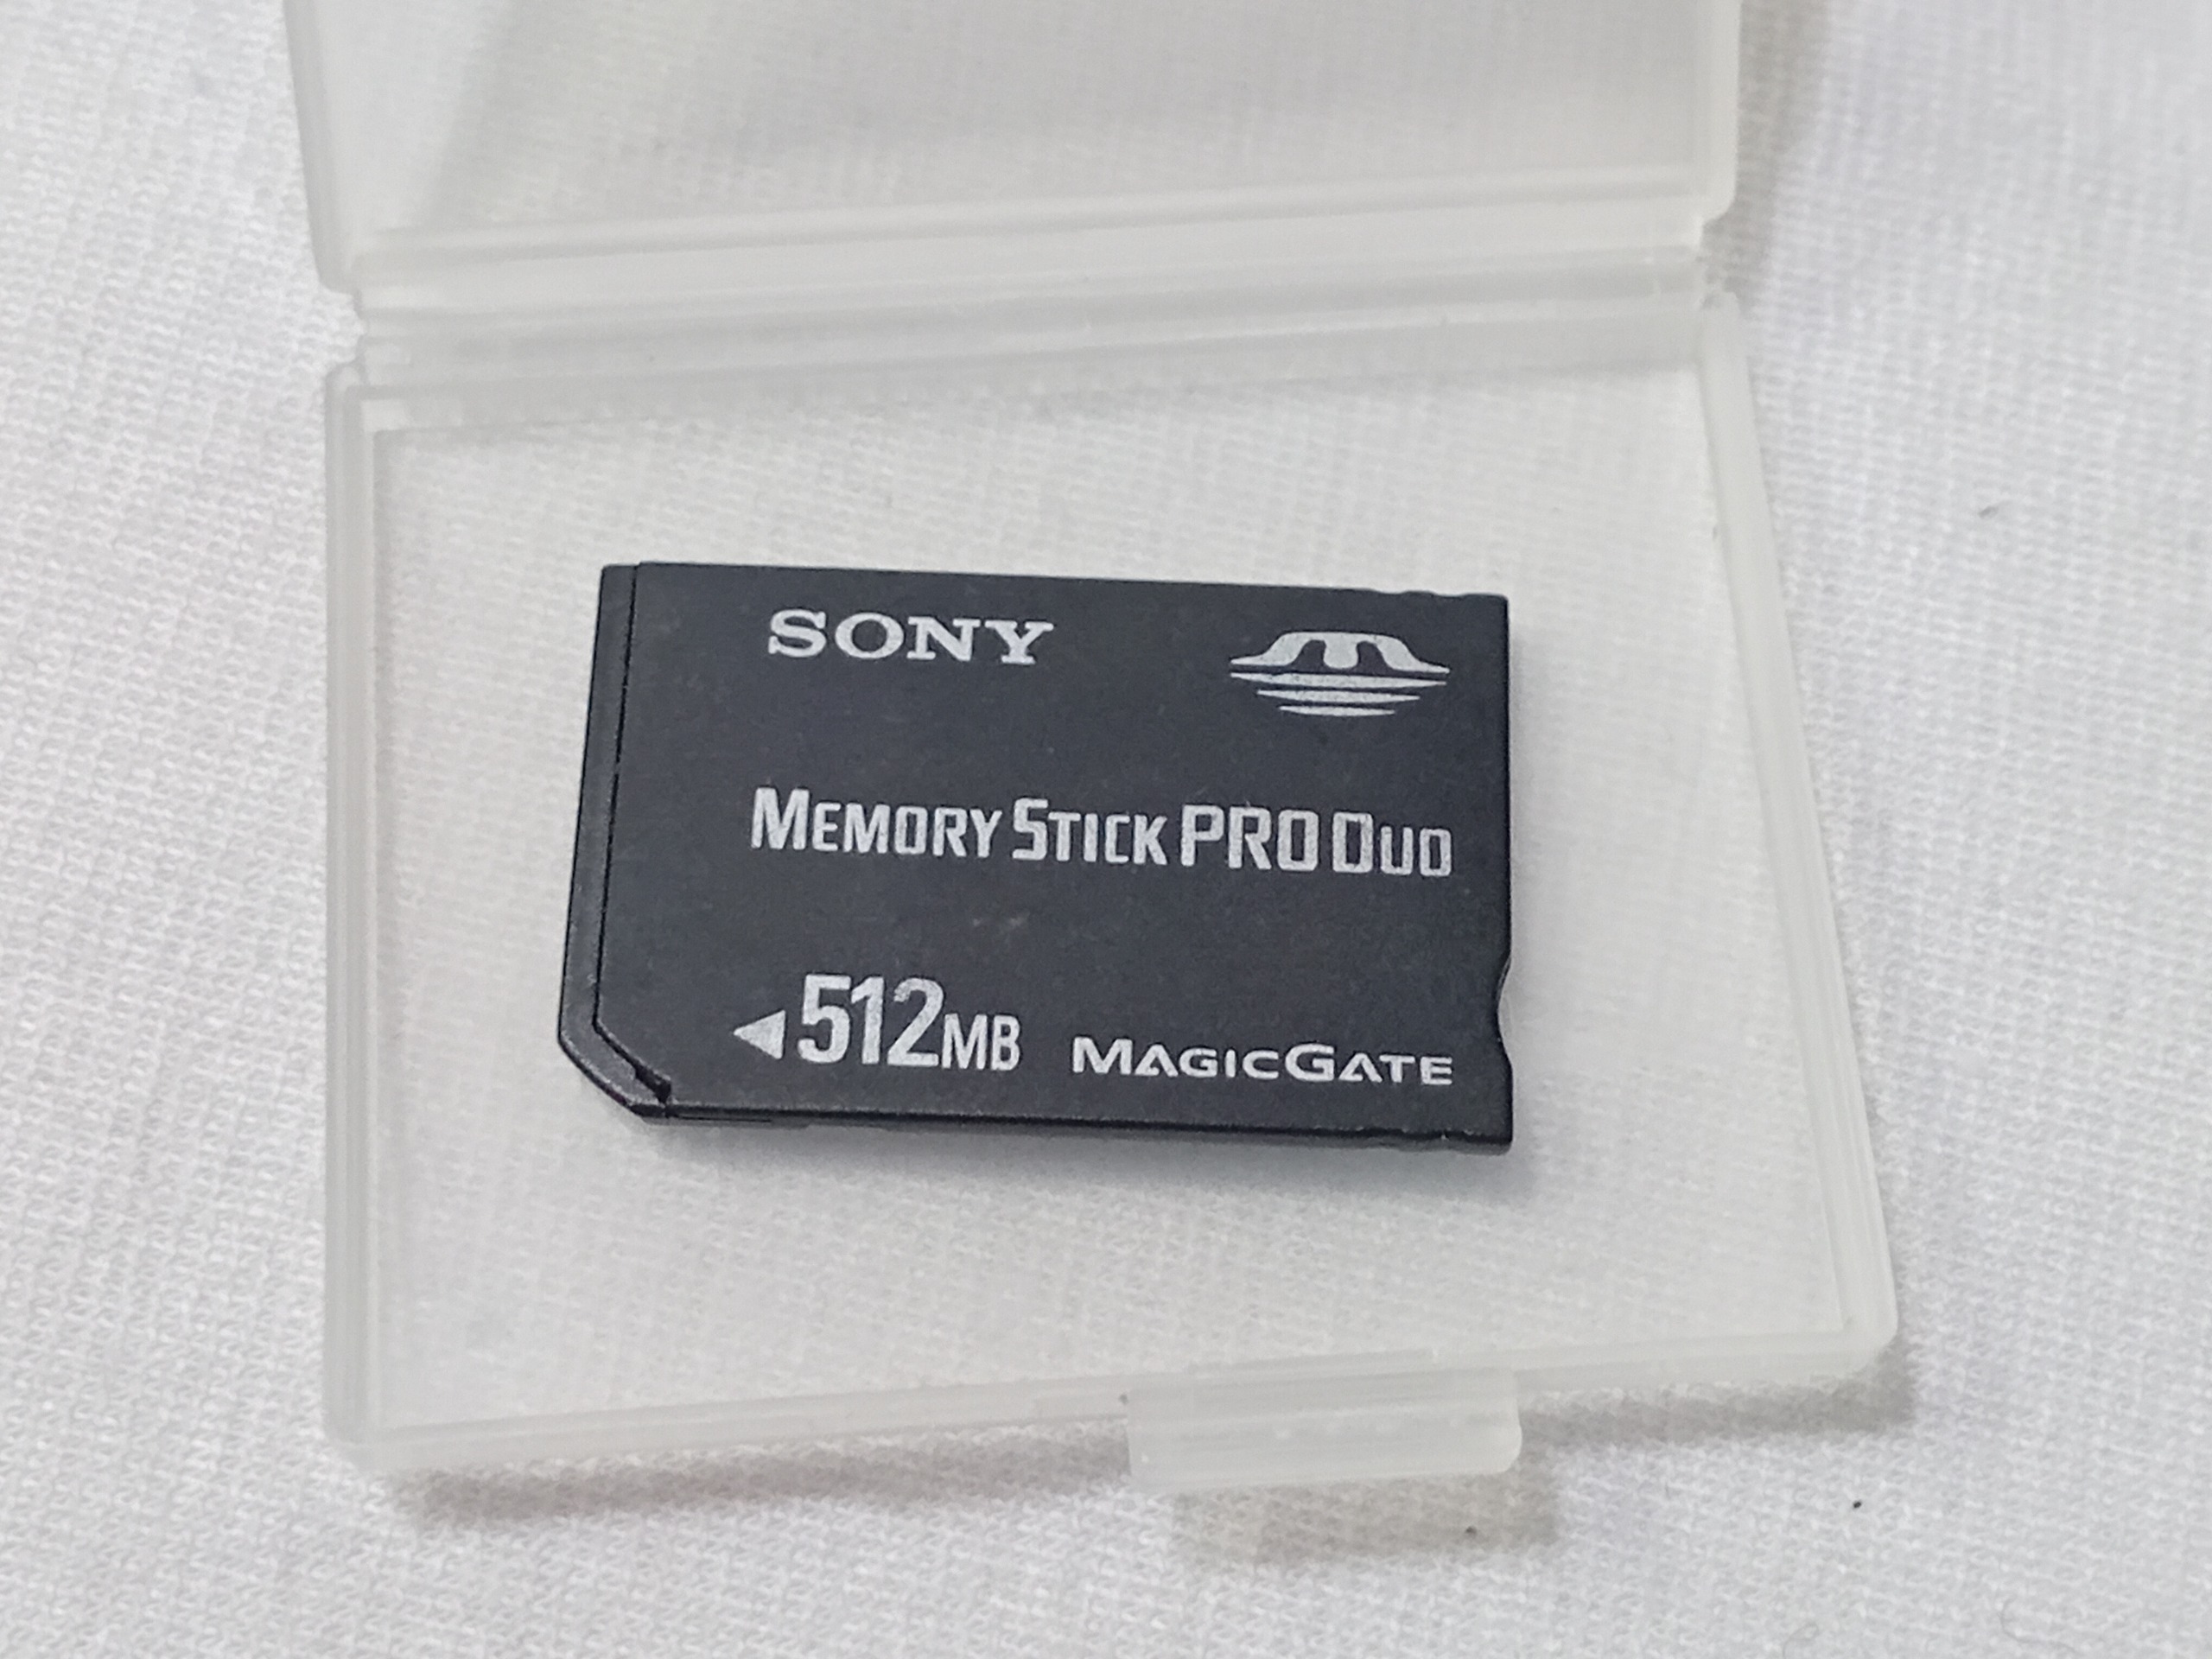 SONY
MEMORY STICK PRO DUO
512MB MAGICGATE